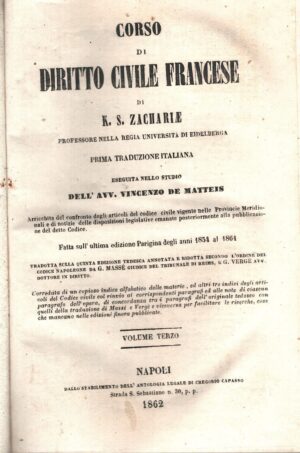 CORSO
DI
DIRITTO CIVILE FRANCESE
DI
K. S. ZACHARIE
PROFESSORE NELLA REGIA UNIVERSITÀ DI EIDELBERGA
PRIMA TRADUZIONE ITALIANA
ESEGUITA NELLO STUDIO
DELL'AVV. VINCENZO DE MATTEIS
Arricchita del confronto degli articoli del codice civile vigente nelle Provincie Meridio-
nali e di notizie delle disposizioni legislative emanate posteriormente alla pubblicazio-
ne del detto Codice.
Fatta sull'ultima edizione Parigina degli anni 1854 al 1861
TRADOTTA SULLA QUINTA EDIZIONE TEDESCA ANNOTATA E RIDOTTA SECONDO L'ORDINE DEL
CODICE NAPOLEONE DA G. MASSÉ GIUDICE DEL TRIBUNALE DI REIMS, E G. VERGÉ AVV.
DOTTORE IN DIRITTO.
Corredata di un copioso Indice alfabetico delle materie, ed altri tre indici degli arti-
coli del Codice Civile col rinvio ai corrispondenti paragrafi ed alle note di ciascun
paragrafo dell'opera, di concordanza tra i paragrafi dell'originale tedesco con
quelli della traduzione di Massé e Vergé e viceversa per facilitare le ricerche, cose
che mancano nelle edizioni finora pubblicate.
VOLUME TERZO
NAPOLI
DALLO STABILIMENTO DELL'ANTOLOGIA LEGALE DI GREGORIO CAPASSO
Strada S. Sebastiano n. 30, p. p.
1862